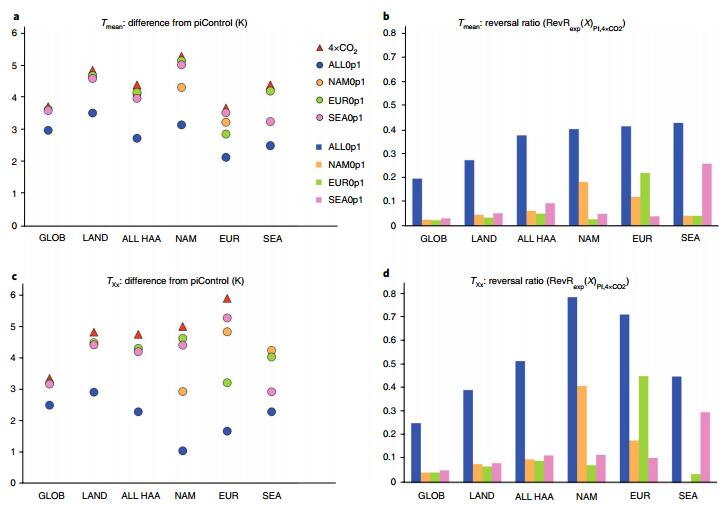 a
T_mean: difference from piControl (K)
6
5
4
3
2
1
0
GLOB LAND ALL HAA NAM EUR SEA
4×CO2
ALL0p1
NAM0p1
EUR0p1
SEA0p1
ALL0p1
NAM0p1
EUR0p1
SEA0p1
b
T_mean: reversal ratio (RevR_exp(X)_PI,4×CO2)
0.8
0.7
0.6
0.5
0.4
0.3
0.2
0.1
0
GLOB LAND ALL HAA NAM EUR SEA
c
T_Xx: difference from piControl (K)
6
5
4
3
2
1
0
GLOB LAND ALL HAA NAM EUR SEA
d
T_Xx: reversal ratio (RevR_exp(X)_PI,4×CO2)
0.8
0.7
0.6
0.5
0.4
0.3
0.2
0.1
0
GLOB LAND ALL HAA NAM EUR SEA